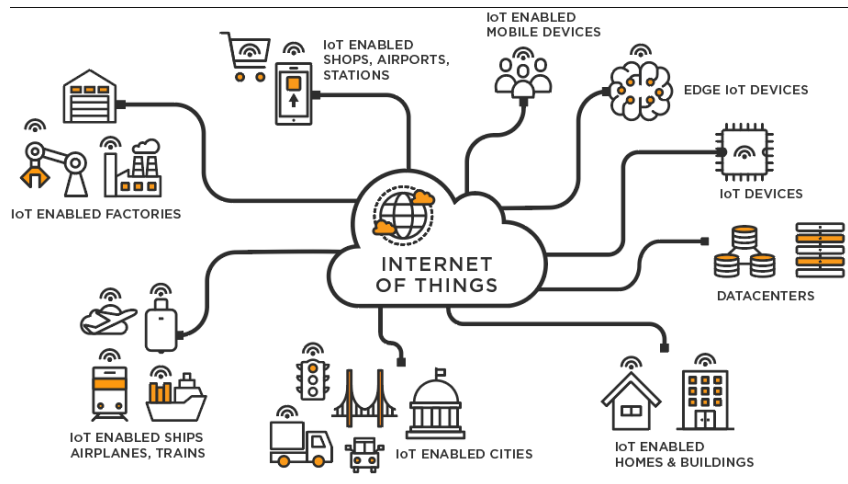 IoT ENABLED
MOBILE DEVICES
IoT ENABLED
SHOPS, AIRPORTS,
STATIONS
EDGE IoT DEVICES
IoT DEVICES
IoT ENABLED FACTORIES
INTERNET
OF THINGS
DATACENTERS
IoT ENABLED SHIPS
AIRPLANES, TRAINS
IoT ENABLED CITIES
IoT ENABLED
HOMES & BUILDINGS